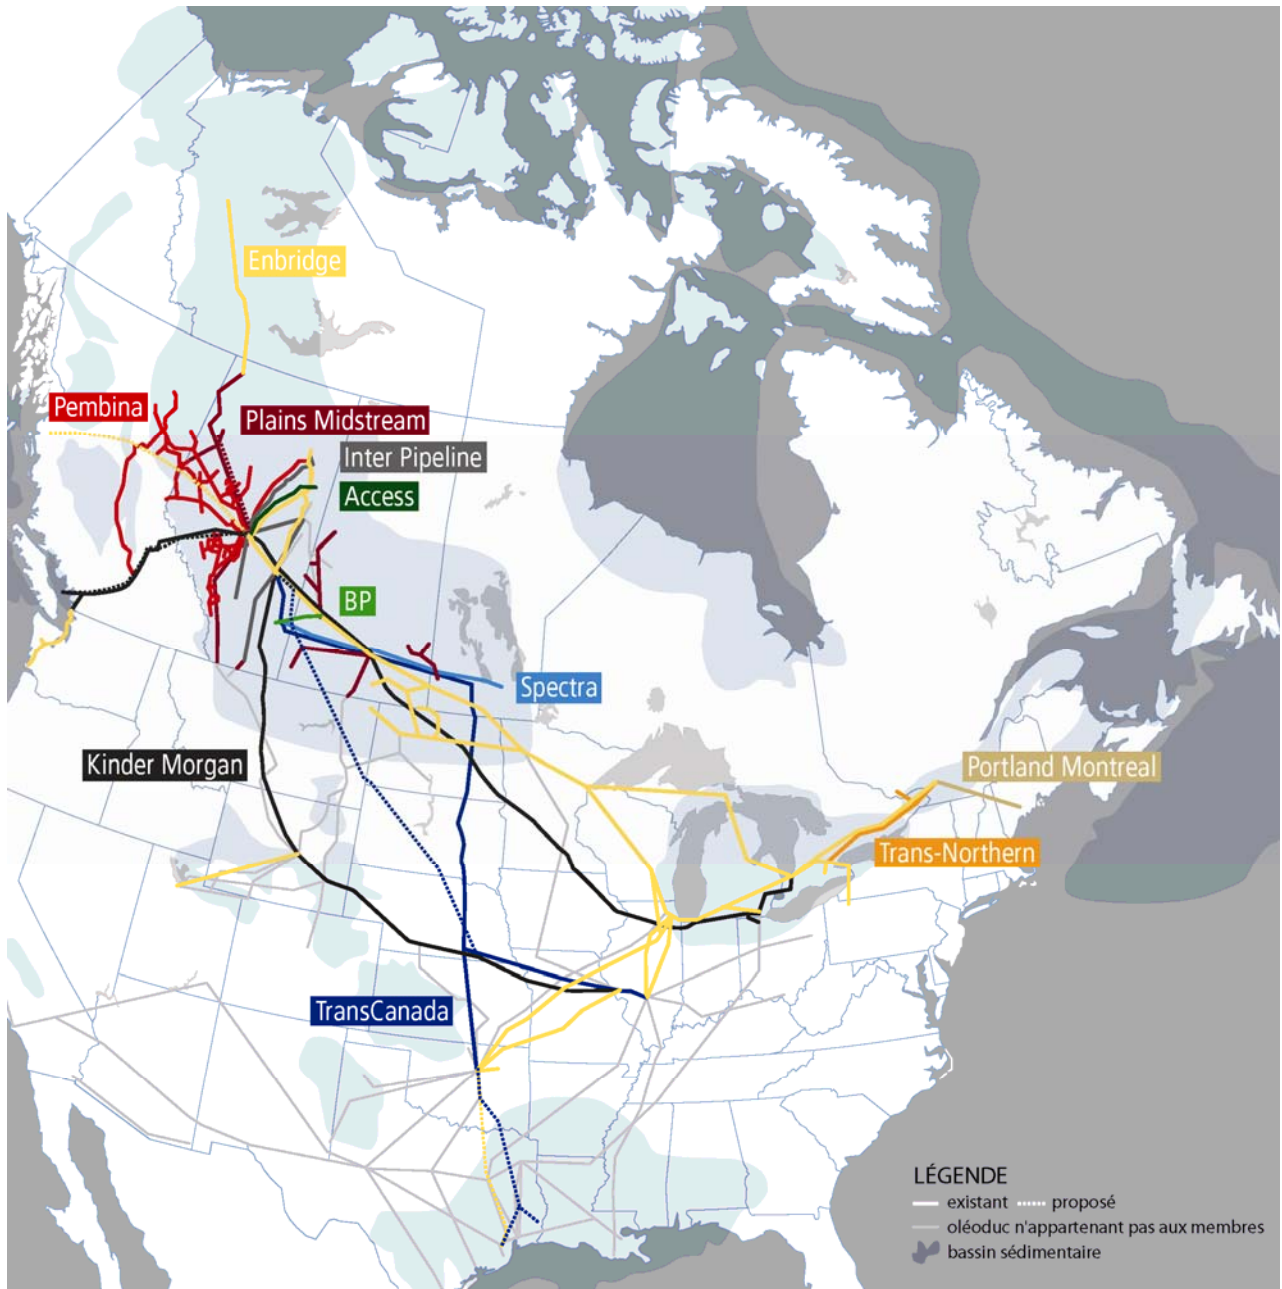 Enbridge
Pembina
Plains Midstream
Inter Pipeline
Access
BP
Spectra
Kinder Morgan
Portland Montreal
Trans-Northern
TransCanada
LÉGENDE
existant proposé
oléoduc n'appartenant pas aux membres
bassin sédimentaire